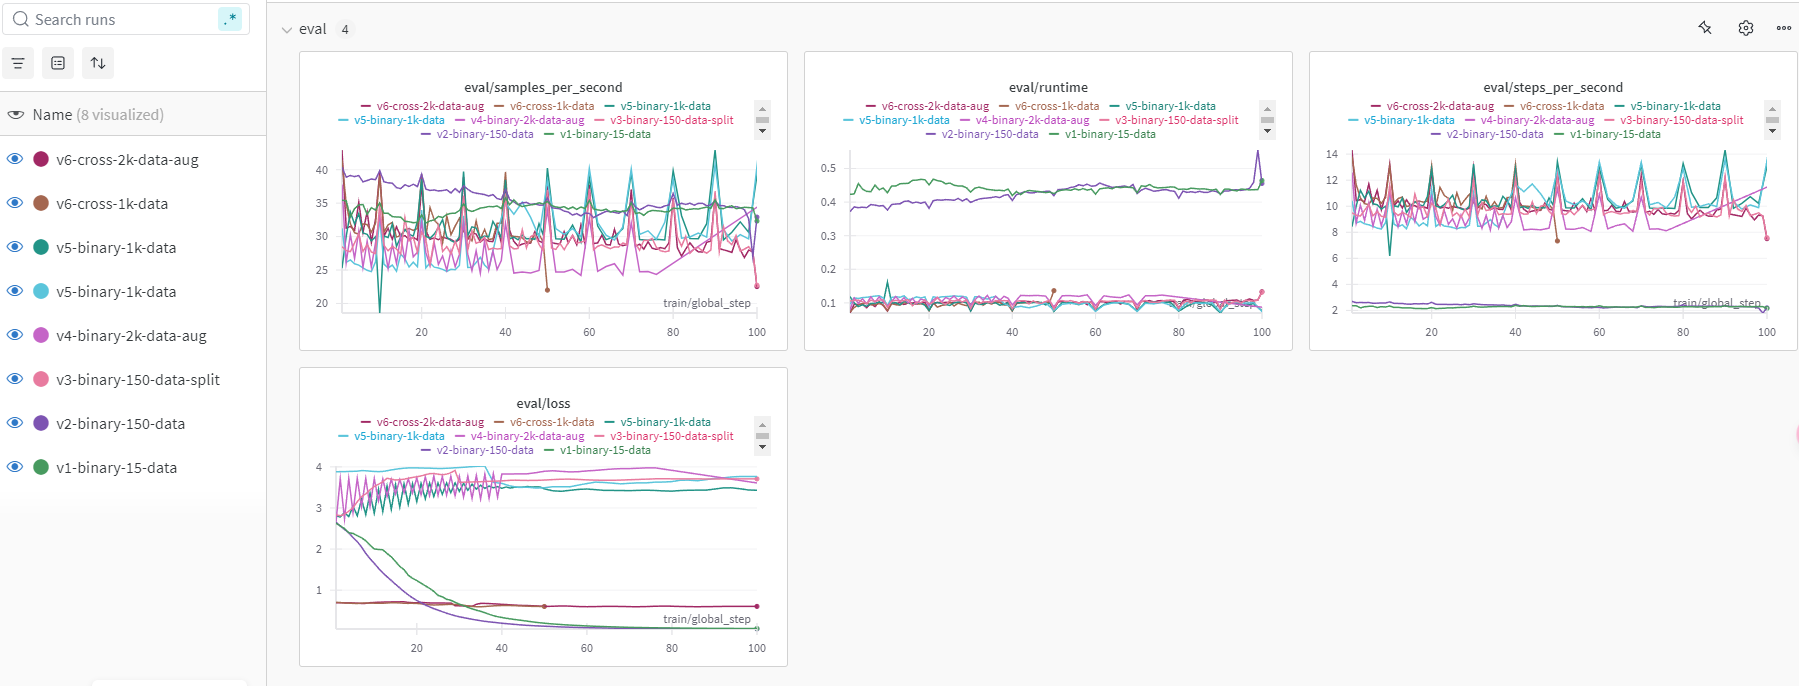 Search runs
.*
Name (8 visualized)
v6-cross-2k-data-aug
v6-cross-1k-data
v5-binary-1k-data
v5-binary-1k-data
v4-binary-2k-data-aug
v3-binary-150-data-split
v2-binary-150-data
v1-binary-15-data
eval 4
eval/samples_per_second
v6-cross-2k-data-aug v6-cross-1k-data v5-binary-1k-data
v5-binary-1k-data v4-binary-2k-data-aug v3-binary-150-data-split
v2-binary-150-data v1-binary-15-data
40
35
30
25
20
train/global_step
20 40 60 80 100
eval/runtime
v6-cross-2k-data-aug v6-cross-1k-data v5-binary-1k-data
v5-binary-1k-data v4-binary-2k-data-aug v3-binary-150-data-split
v2-binary-150-data v1-binary-15-data
0.5
0.4
0.3
0.2
0.1
train/global_step
20 40 60 80 100
eval/steps_per_second
v6-cross-2k-data-aug v6-cross-1k-data v5-binary-1k-data
v5-binary-1k-data v4-binary-2k-data-aug v3-binary-150-data-split
v2-binary-150-data v1-binary-15-data
14
12
10
8
6
4
2
train/global_step
20 40 60 80 100
eval/loss
v6-cross-2k-data-aug v6-cross-1k-data v5-binary-1k-data
v5-binary-1k-data v4-binary-2k-data-aug v3-binary-150-data-split
v2-binary-150-data v1-binary-15-data
4
3
2
1
train/global_step
20 40 60 80 100